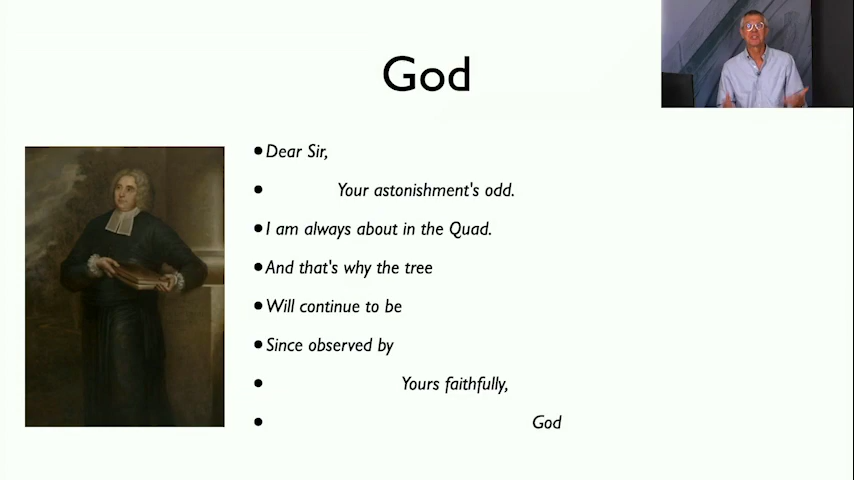 God
Dear Sir,
Your astonishment's odd.
I am always about in the Quad.
And that's why the tree
Will continue to be
Since observed by
Yours faithfully,
God